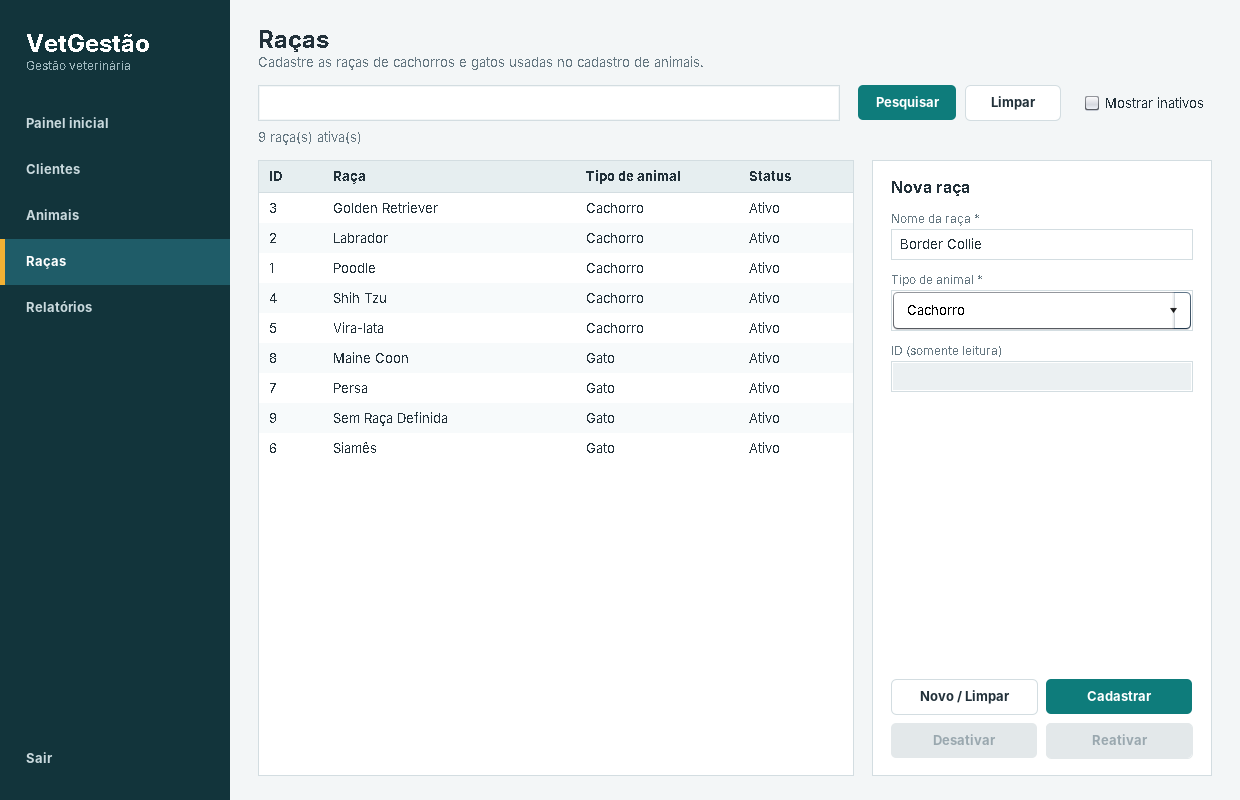 VetGestão
Gestão veterinária
Painel inicial
Clientes
Animais
Raças
Relatórios
Sair
Raças
Cadastre as raças de cachorros e gatos usadas no cadastro de animais.
Pesquisar
Limpar
Mostrar inativos
9 raça(s) ativa(s)
ID Raça Tipo de animal Status
3 Golden Retriever Cachorro Ativo
2 Labrador Cachorro Ativo
1 Poodle Cachorro Ativo
4 Shih Tzu Cachorro Ativo
5 Vira-lata Cachorro Ativo
8 Maine Coon Gato Ativo
7 Persa Gato Ativo
9 Sem Raça Definida Gato Ativo
6 Siamês Gato Ativo
Nova raça
Nome da raça *
Border Collie
Tipo de animal *
Cachorro
ID (somente leitura)
Novo / Limpar
Cadastrar
Desativar
Reativar